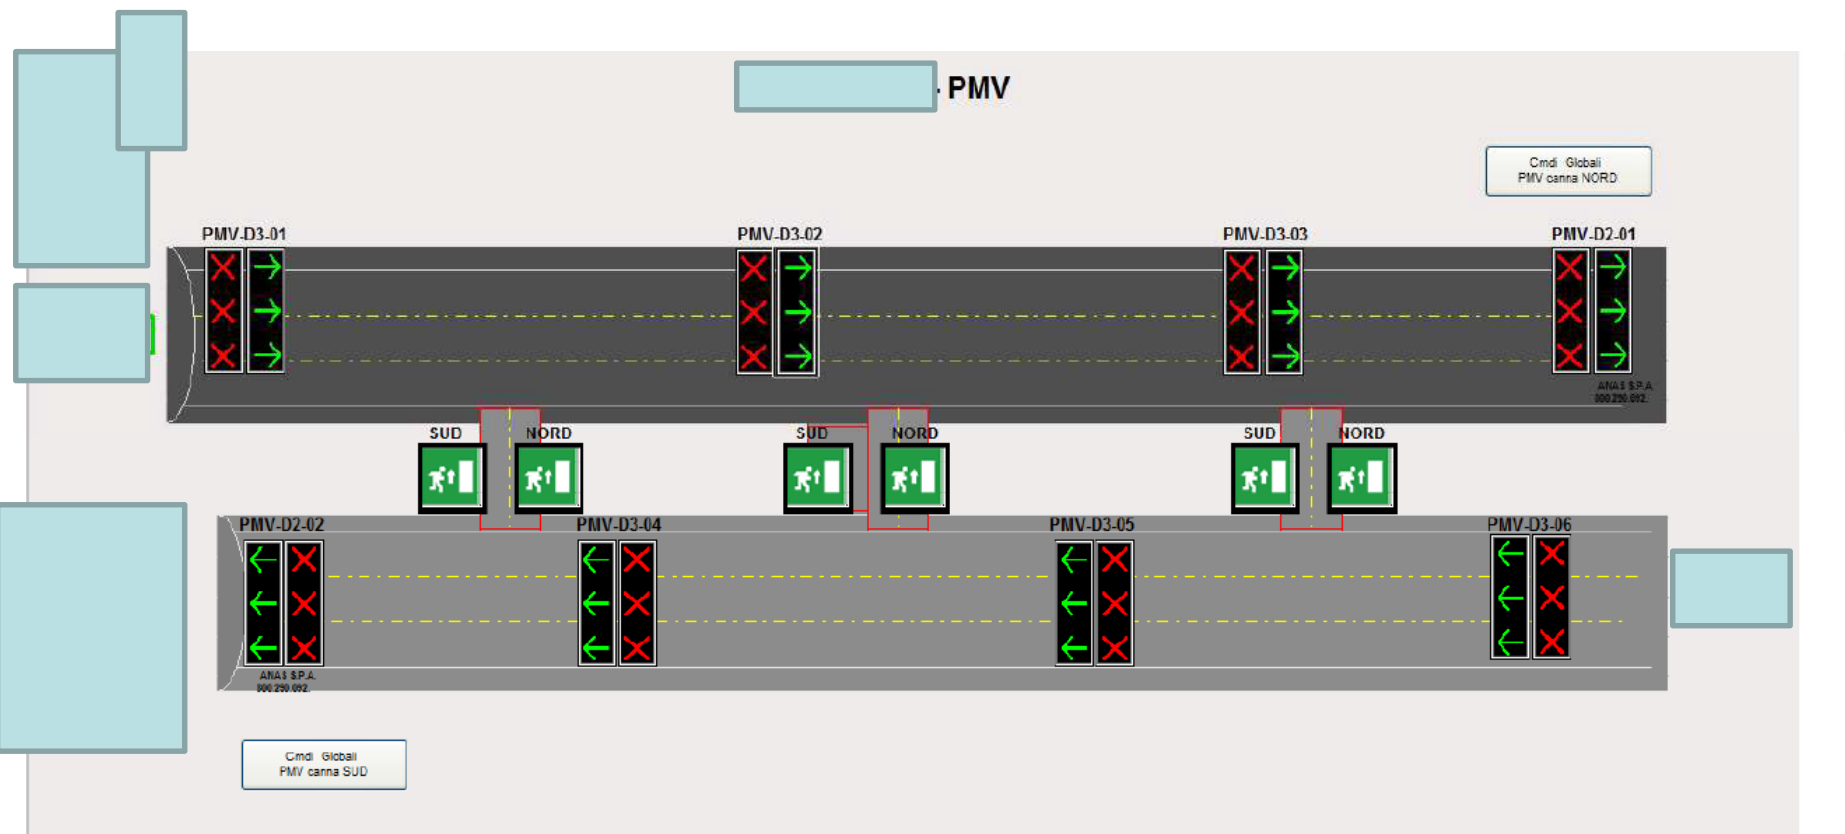 - PMV
Cmdi Globali
PMV canna NORD
PMV-D3-01
PMV-D3-02
PMV-D3-03
PMV-D2-01
ANAS S.P.A.
SUD
NORD
SUD
NORD
SUD
NORD
PMV-D2-02
PMV-D3-04
PMV-D3-05
PMV-D3-06
ANAS S.P.A.
Cmdi Globali
PMV canna SUD